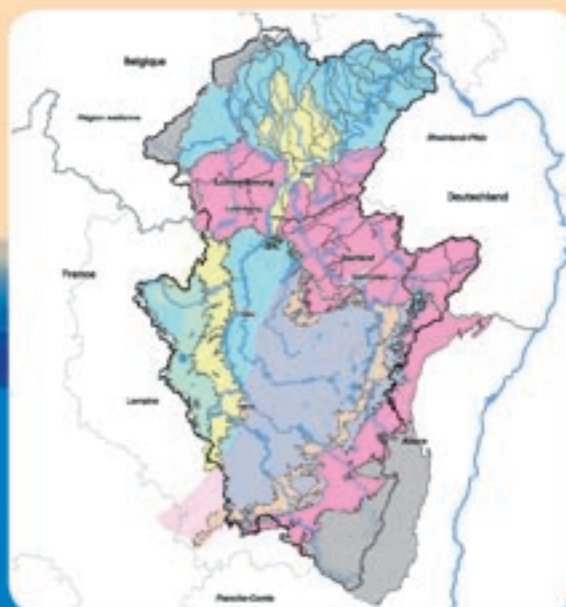 Belgique
Région wallonne
Rheinland-Pfalz
Luxembourg
Deutschland
Saarland
France
Lorraine
Alsace
Franche-Comté